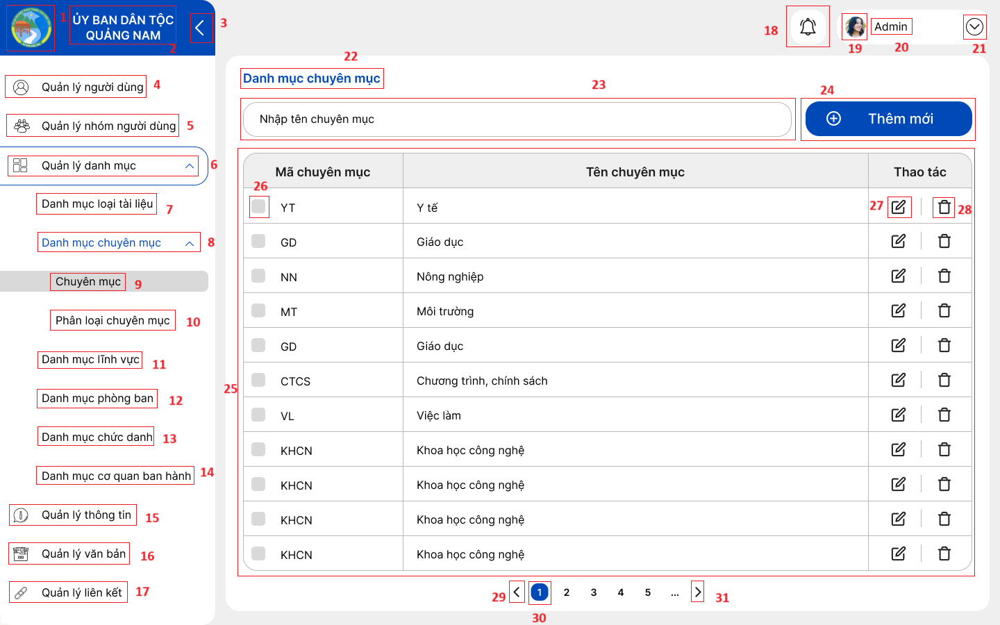 1
ỦY BAN DÂN TỘC
QUẢNG NAM
2
3
Quản lý người dùng
4
Quản lý nhóm người dùng
5
Quản lý danh mục
6
Danh mục loại tài liệu
7
Danh mục chuyên mục
8
Chuyên mục
9
Phân loại chuyên mục
10
Danh mục lĩnh vực
11
Danh mục phòng ban
12
Danh mục chức danh
13
Danh mục cơ quan ban hành
14
Quản lý thông tin
15
Quản lý văn bản
16
Quản lý liên kết
17
18
19
Admin
20
21
22
Danh mục chuyên mục
23
Nhập tên chuyên mục
24
Thêm mới
25
Mã chuyên mục Tên chuyên mục Thao tác
26
YT Y tế 27 28
GD Giáo dục
NN Nông nghiệp
MT Môi trường
GD Giáo dục
CTCS Chương trình, chính sách
VL Việc làm
KHCN Khoa học công nghệ
KHCN Khoa học công nghệ
KHCN Khoa học công nghệ
KHCN Khoa học công nghệ
29 1 2 3 4 5 ... 31
30